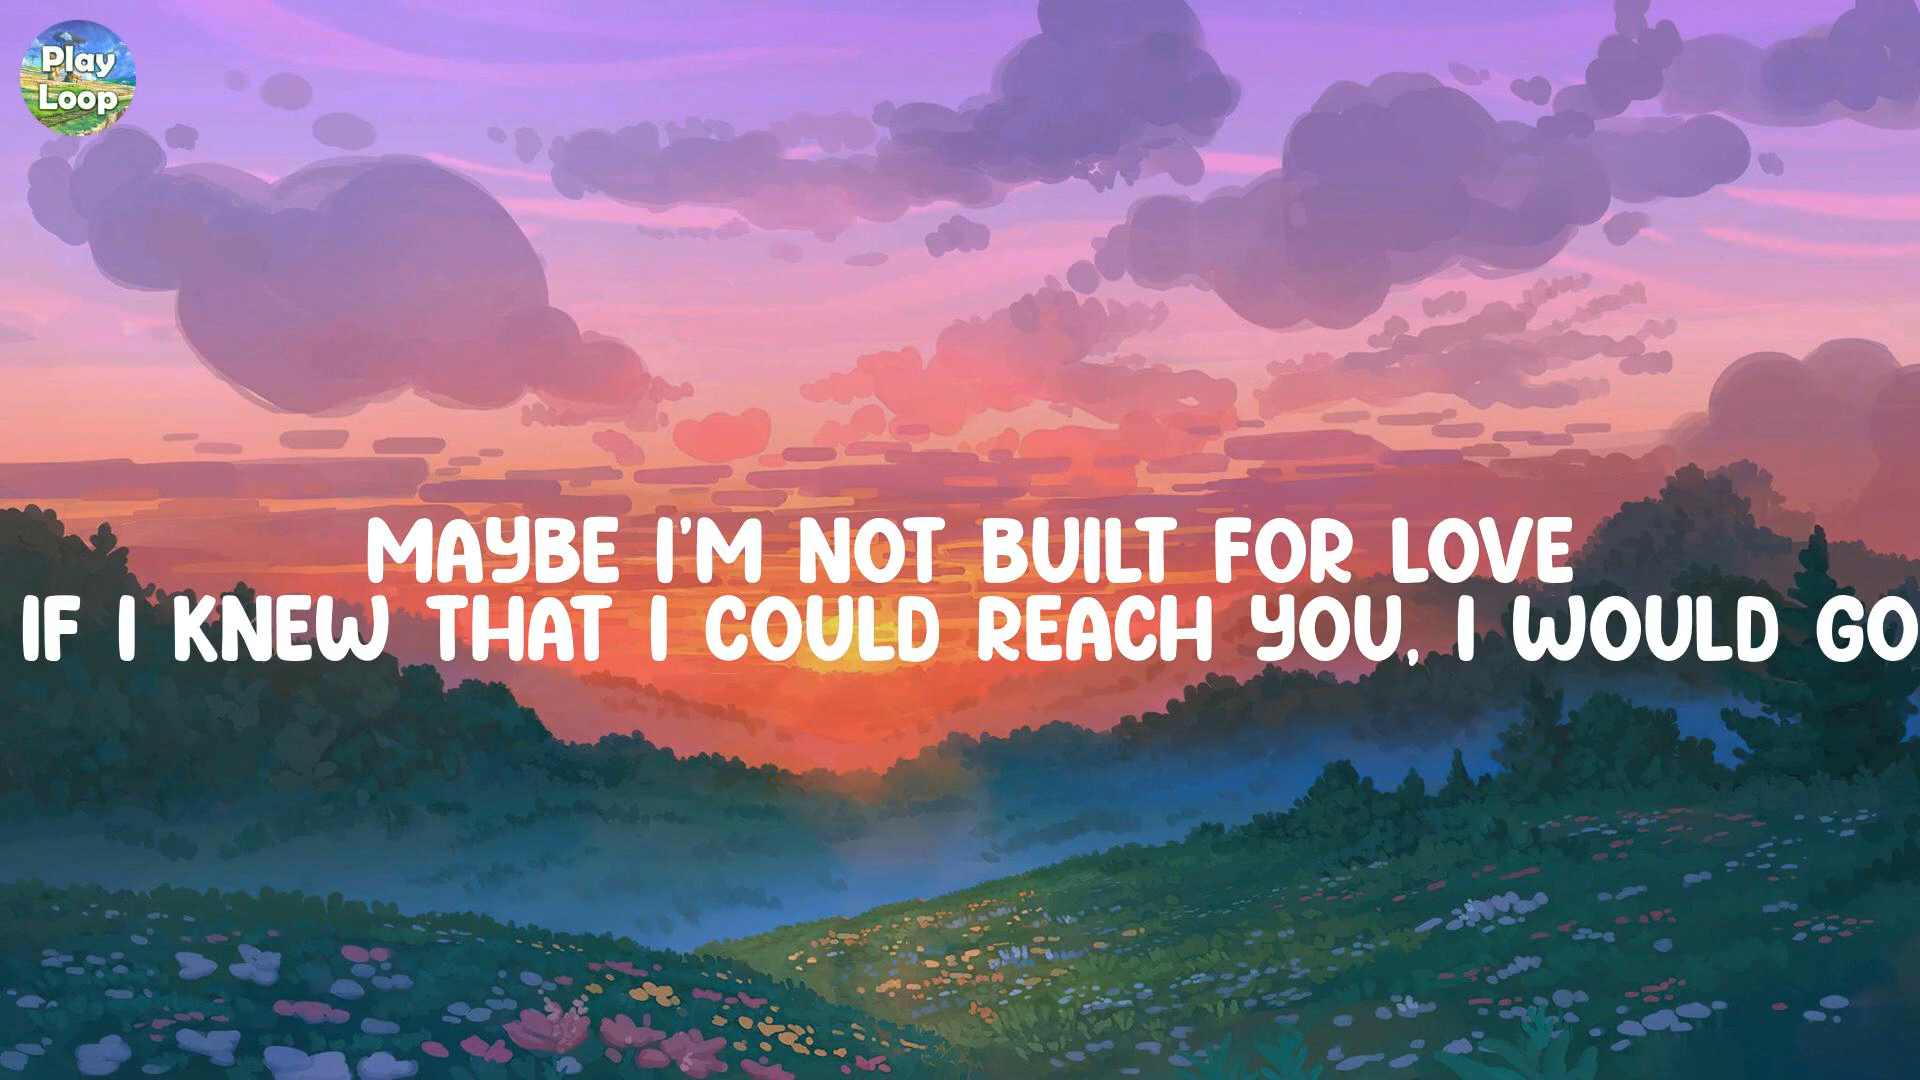 Play
Loop
MAYBE I'M NOT BUILT FOR LOVE
IF I KNEW THAT I COULD REACH YOU, I WOULD GO